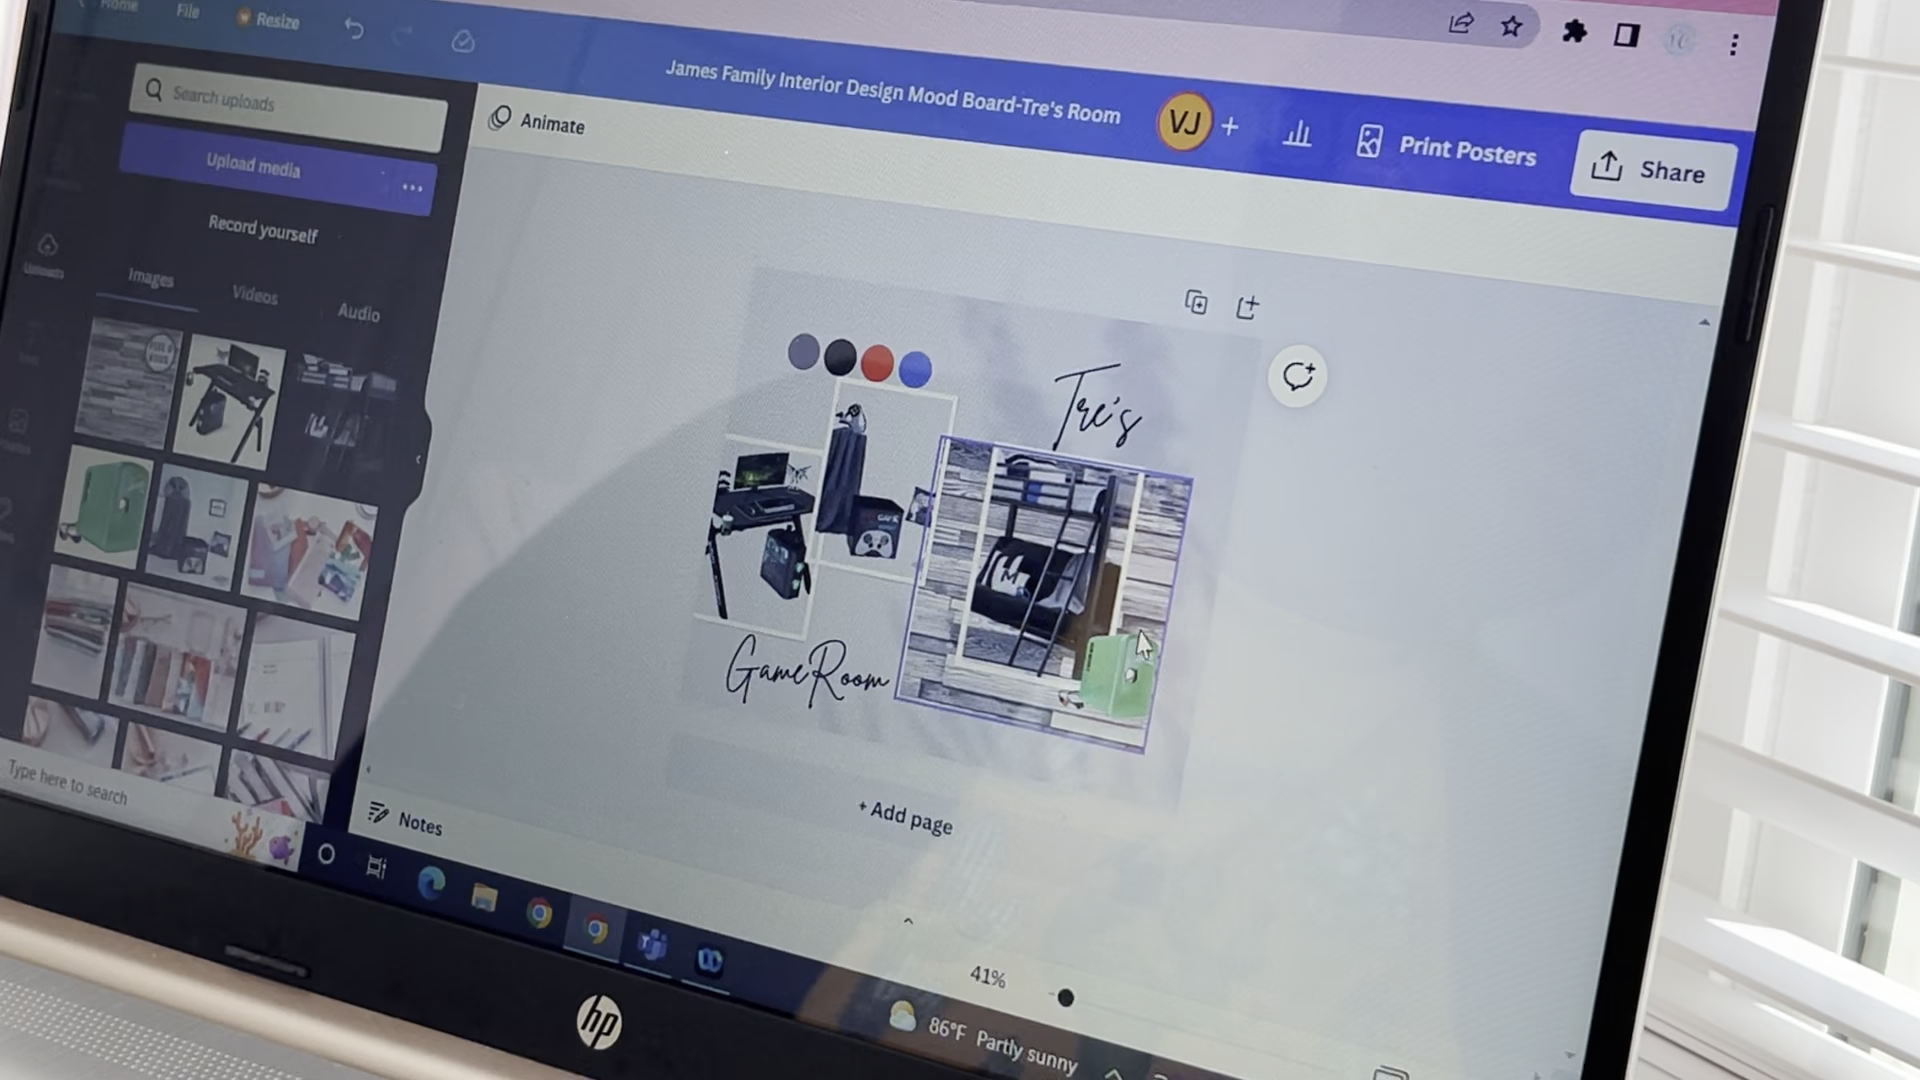 Home File Resize
James Family Interior Design Mood Board-Tre's Room
VJ + Print Posters Share
Search uploads
Animate
Upload media
Record yourself
Images Videos Audio
Uploads
Tre's
GAME
M
GameRoom
+ Add page
Notes
Type here to search
41%
hp
86°F Partly sunny